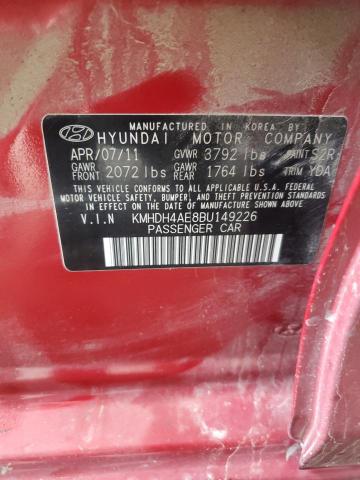 MANUFACTURED IN KOREA BY
HYUNDAI MOTOR COMPANY
APR/07/11 GVWR 3792 lbs PAINT S2R
GAWR FRONT 2072 lbs GAWR REAR 1764 lbs TRIM YDA
THIS VEHICLE CONFORMS TO ALL APPLICABLE U.S.A. FEDERAL
MOTOR VEHICLE SAFETY, BUMPER, AND THEFT PREVENTION STANDARDS
IN EFFECT ON THE DATE OF MANUFACTURE SHOWN ABOVE.
V.I.N KMHDH4AE8BU149226
PASSENGER CAR